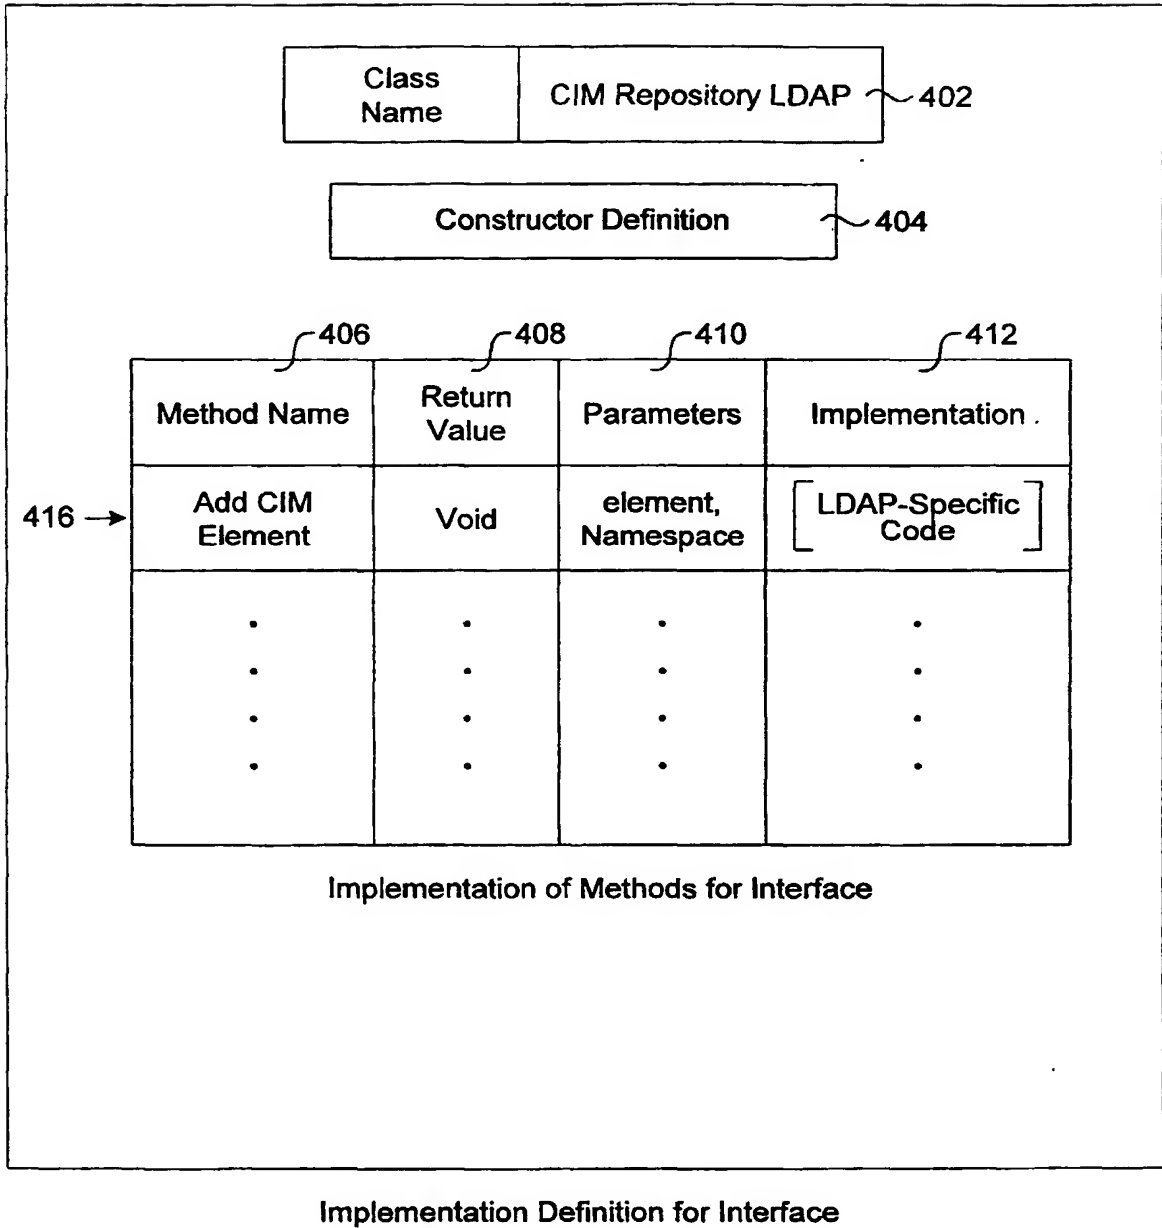 Class
Name
CIM Repository LDAP
402
Constructor Definition
404
406
408
410
412
Method Name
Return
Value
Parameters
Implementation
416
Add CIM
Element
Void
element,
Namespace
LDAP-Specific
Code
Implementation of Methods for Interface
Implementation Definition for Interface